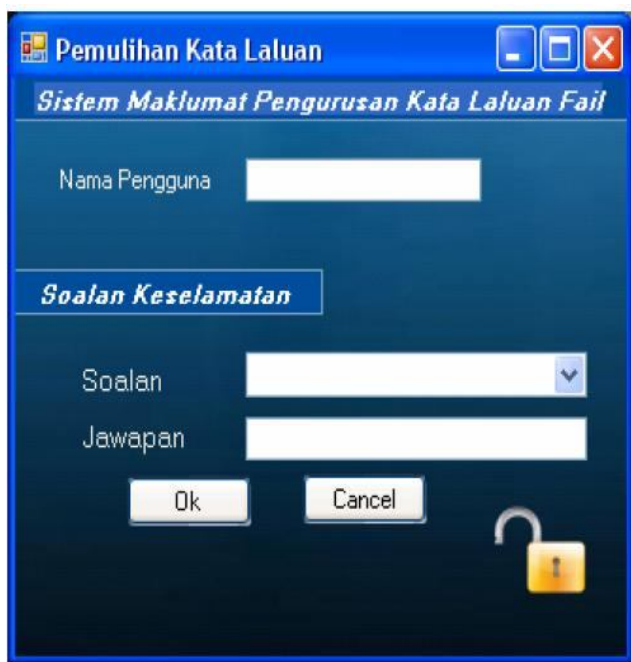 Pemulihan Kata Laluan
Sistem Maklumat Pengurusan Kata Laluan Fail
Nama Pengguna
Soalan Keselamatan
Soalan
Jawapan
Ok Cancel